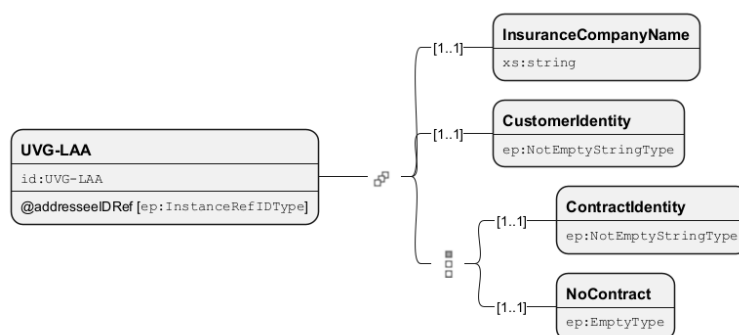 InsuranceCompanyName
[1..1]
xs:string
CustomerIdentity
[1..1]
ep:NotEmptyStringType
UVG-LAA
id:UVG-LAA
@addresseeIDRef [ep:InstanceRefIDType]
ContractIdentity
[1..1]
ep:NotEmptyStringType
NoContract
[1..1]
ep:EmptyType